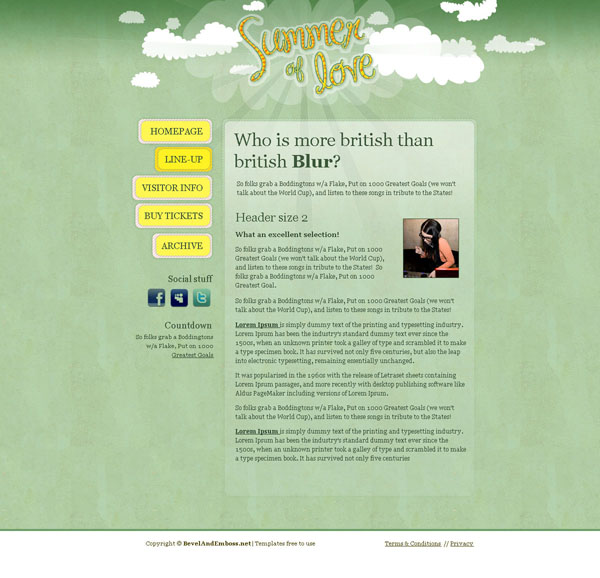 Summer
of love
HOMEPAGE
LINE-UP
VISITOR INFO
BUY TICKETS
ARCHIVE
Social stuff
Countdown
So folks grab a Boddingtons
w/a Flake, Put on 1000
Greatest Goals
Who is more british than
british Blur?
So folks grab a Boddingtons w/a Flake, Put on 1000 Greatest Goals (we won't
talk about the World Cup), and listen to these songs in tribute to the States!
Header size 2
What an excellent selection!
So folks grab a Boddingtons w/a Flake, Put on 1000
Greatest Goals (we won't talk about the World Cup),
and listen to these songs in tribute to the States! So
folks grab a Boddingtons w/a Flake, Put on 1000
Greatest Goal.
So folks grab a Boddingtons w/a Flake, Put on 1000 Greatest Goals (we won't
talk about the World Cup), and listen to these songs in tribute to the States!
Lorem Ipsum is simply dummy text of the printing and typesetting industry.
Lorem Ipsum has been the industry's standard dummy text ever since the
1500s, when an unknown printer took a galley of type and scrambled it to make
a type specimen book. It has survived not only five centuries, but also the leap
into electronic typesetting, remaining essentially unchanged.
It was popularised in the 1960s with the release of Letraset sheets containing
Lorem Ipsum passages, and more recently with desktop publishing software like
Aldus PageMaker including versions of Lorem Ipsum.
So folks grab a Boddingtons w/a Flake, Put on 1000 Greatest Goals (we won't
talk about the World Cup), and listen to these songs in tribute to the States!
Lorem Ipsum is simply dummy text of the printing and typesetting industry.
Lorem Ipsum has been the industry's standard dummy text ever since the
1500s, when an unknown printer took a galley of type and scrambled it to make
a type specimen book. It has survived not only five centuries
Copyright © BevelAndEmboss.net | Templates free to use
Terms & Conditions // Privacy